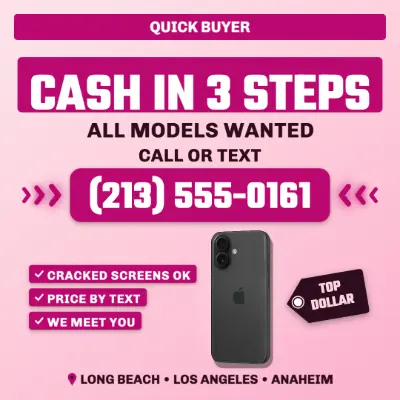 QUICK BUYER
CASH IN 3 STEPS
ALL MODELS WANTED
CALL OR TEXT
(213) 555-0161
CRACKED SCREENS OK
PRICE BY TEXT
WE MEET YOU
TOP
DOLLAR
LONG BEACH • LOS ANGELES • ANAHEIM